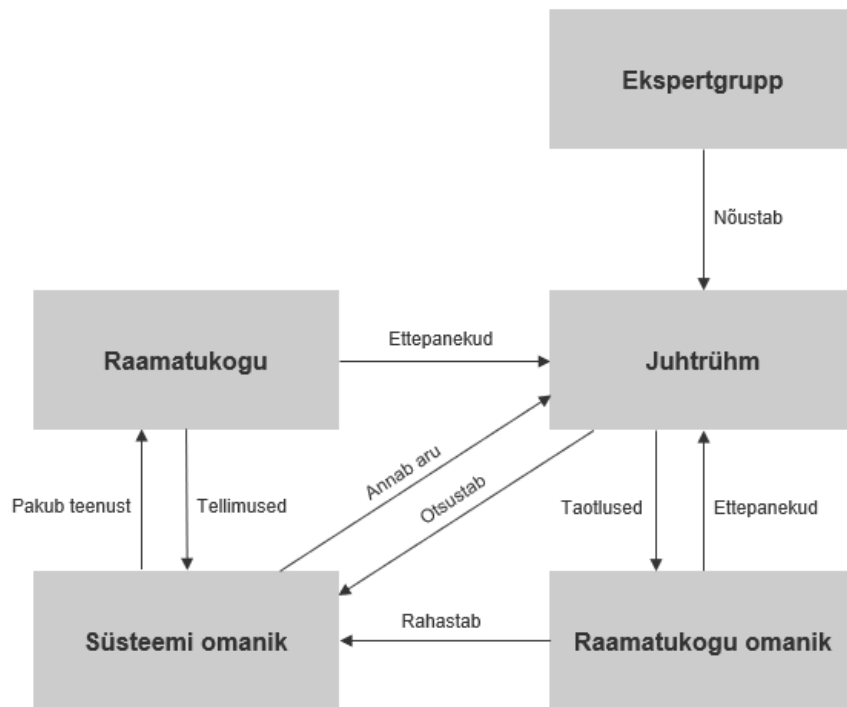 Ekspertgrupp
Nõustab
Raamatukogu
Ettepanekud
Juhtrühm
Pakub teenust
Tellimused
Annab aru
Otsustab
Taotlused
Ettepanekud
Süsteemi omanik
Rahastab
Raamatukogu omanik